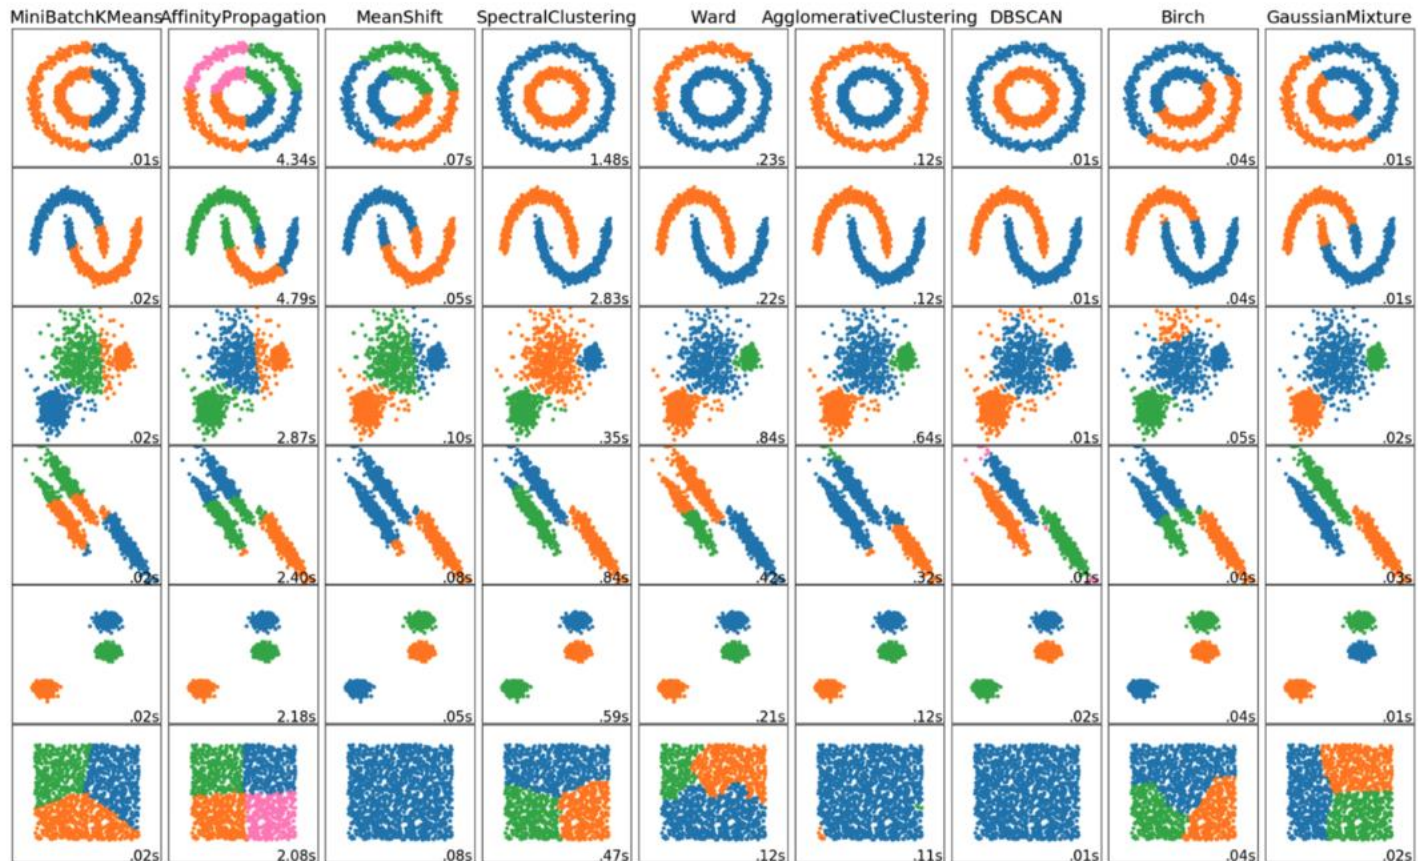 MiniBatchKMeans AffinityPropagation MeanShift SpectralClustering Ward AgglomerativeClustering DBSCAN Birch GaussianMixture
.01s 4.34s .07s 1.48s .23s .12s .01s .04s .01s
.02s 4.79s .05s 2.83s .22s .12s .01s .04s .01s
.02s 2.87s .10s .35s .84s .64s .01s .05s .02s
.02s 2.40s .08s .84s .42s .32s .01s .04s .03s
.02s 2.18s .05s .59s .21s .12s .02s .04s .01s
.02s 2.08s .08s .47s .12s .11s .01s .04s .02s